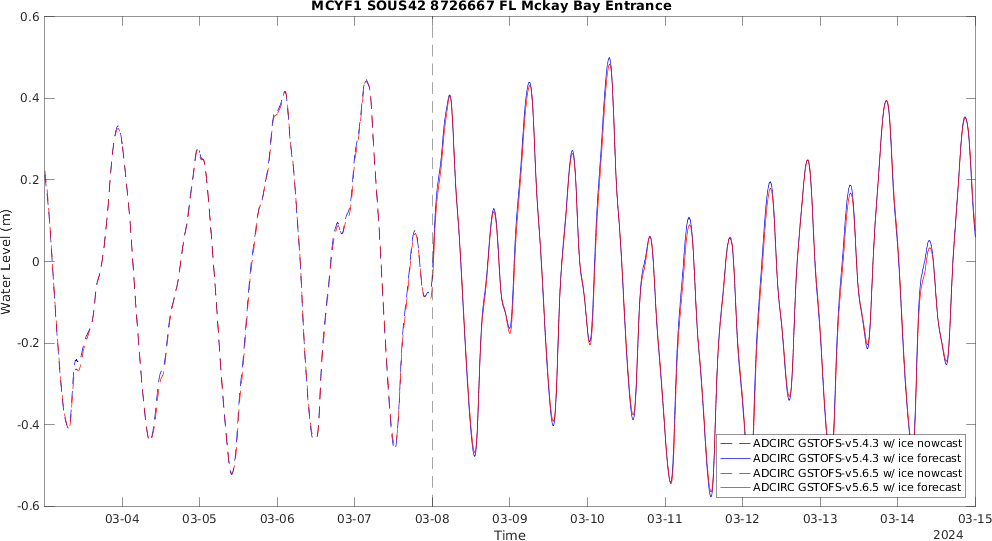 MCYF1 SOUS42 8726667 FL Mckay Bay Entrance
0.6
0.4
0.2
0
-0.2
-0.4
-0.6
Water Level (m)
ADCIRC GSTOFS-v5.4.3 w/ ice nowcast
ADCIRC GSTOFS-v5.4.3 w/ ice forecast
ADCIRC GSTOFS-v5.6.5 w/ ice nowcast
ADCIRC GSTOFS-v5.6.5 w/ ice forecast
03-04 03-05 03-06 03-07 03-08 03-09 03-10 03-11 03-12 03-13 03-14 03-15
Time
2024